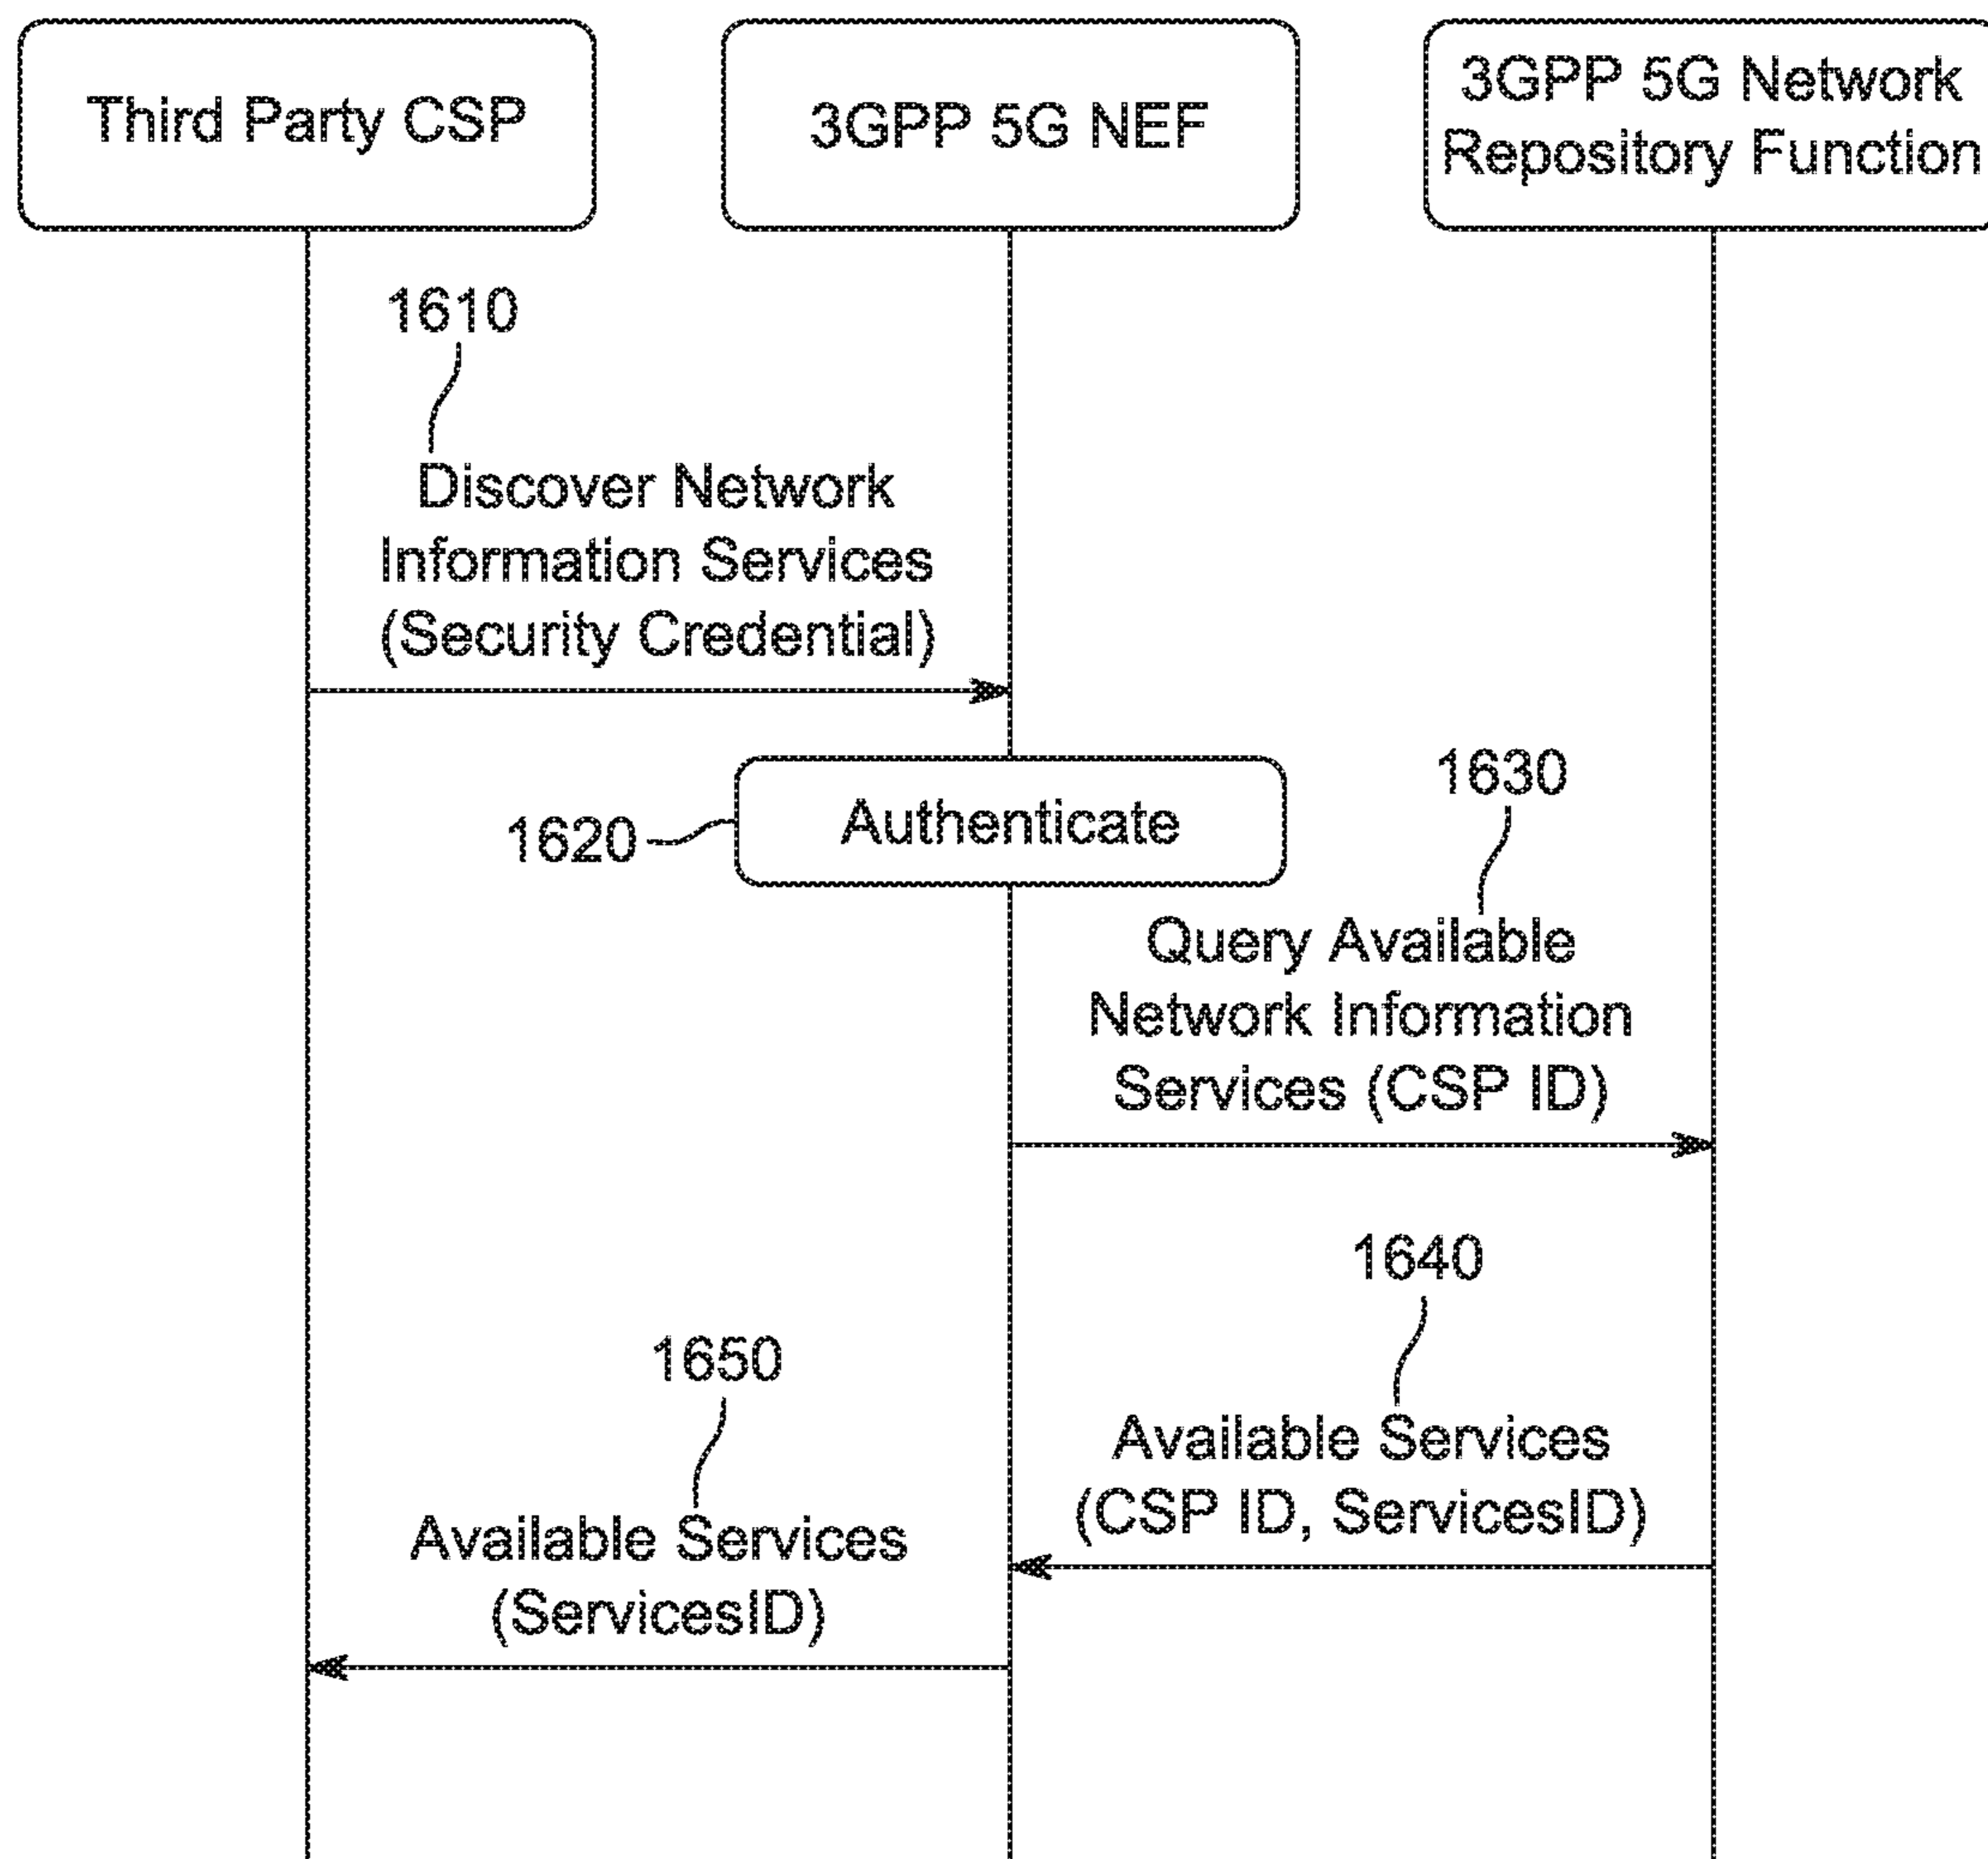 Third Party CSP
3GPP 5G NEF
3GPP 5G Network
Repository Function
1610
Discover Network
Information Services
(Security Credential)
1620
Authenticate
1630
Query Available
Network Information
Services (CSP ID)
1640
Available Services
(CSP ID, ServicesID)
1650
Available Services
(ServicesID)